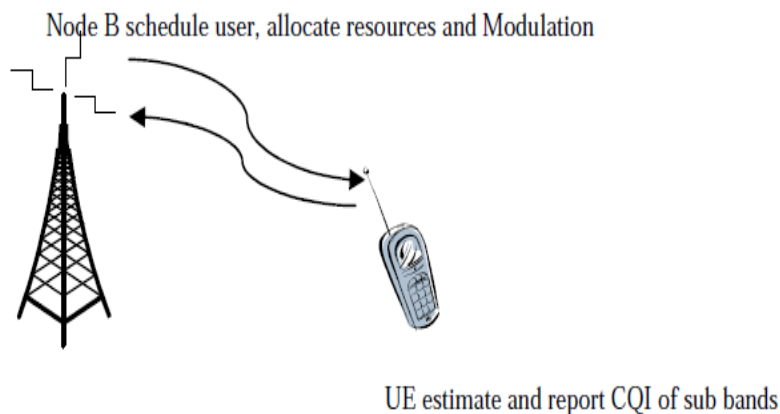 Node B schedule user, allocate resources and Modulation
UE estimate and report CQI of sub bands